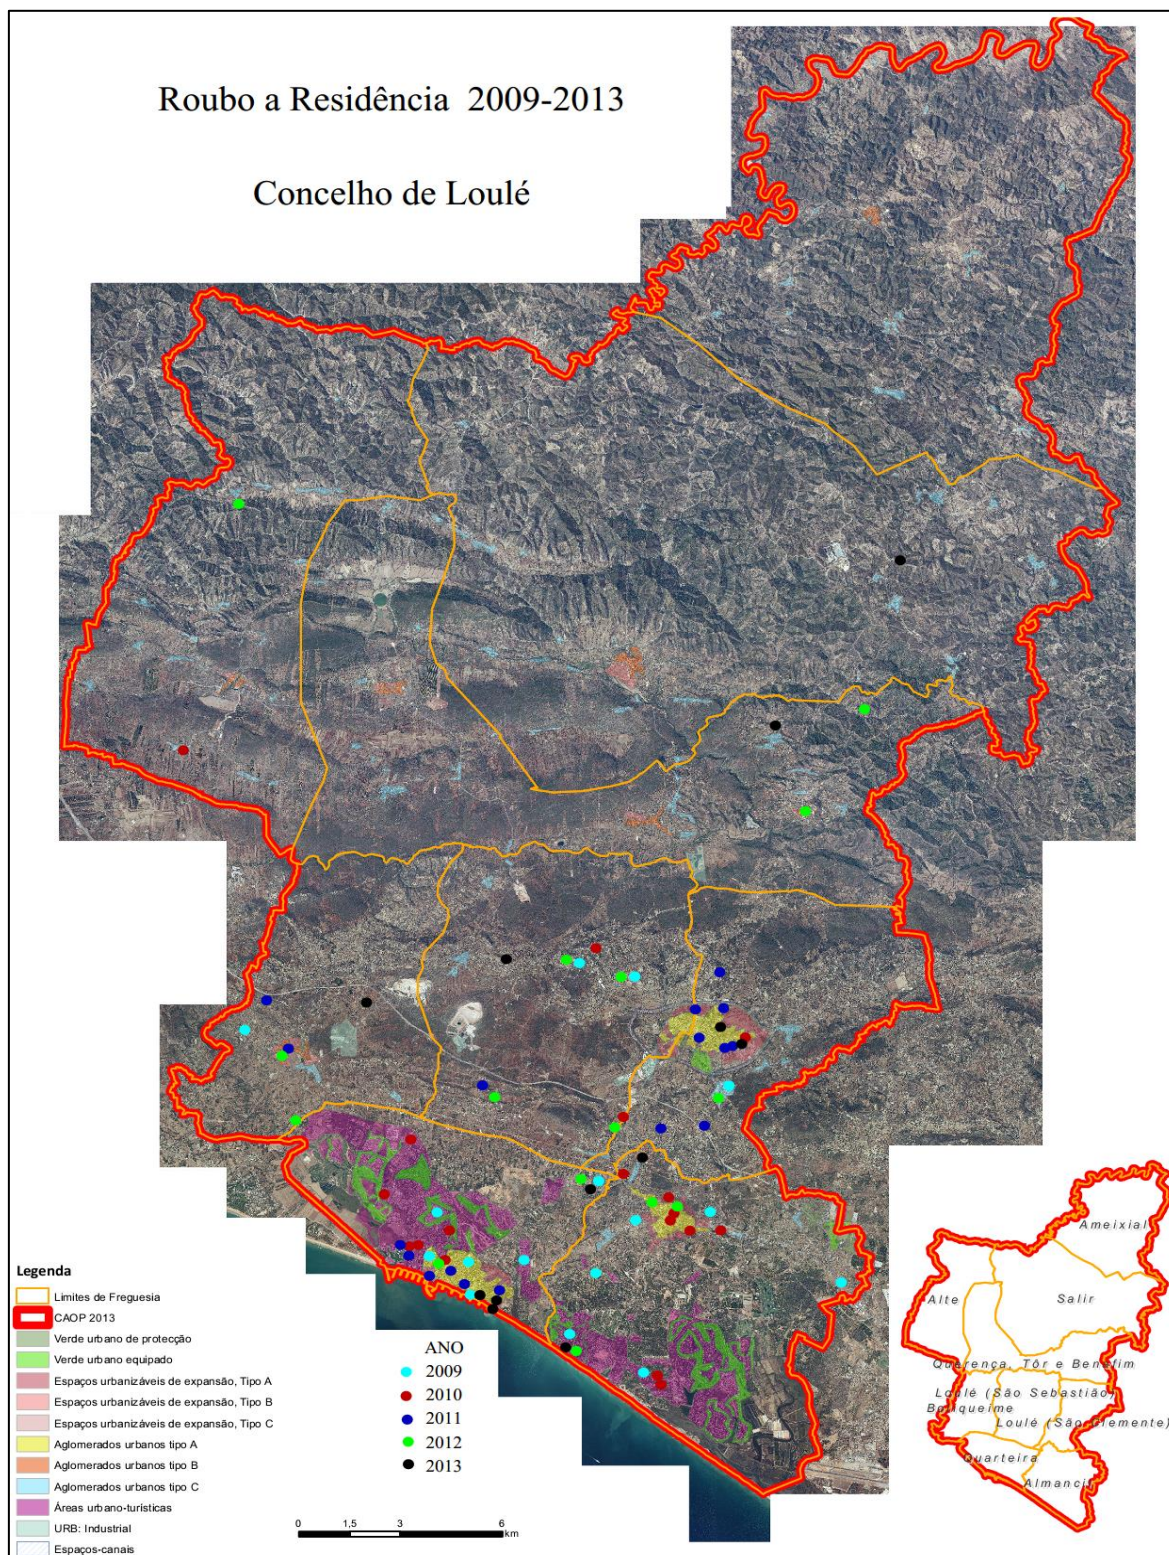 Roubo a Residência 2009-2013
Concelho de Loulé
Legenda
Limites de Freguesia
CAOP 2013
Verde urbano de protecção
Verde urbano equipado
Espaços urbanizáveis de expansão, Tipo A
Espaços urbanizáveis de expansão, Tipo B
Espaços urbanizáveis de expansão, Tipo C
Aglomerados urbanos tipo A
Aglomerados urbanos tipo B
Aglomerados urbanos tipo C
Áreas urbano-turísticas
URB: Industrial
Espaços-canais
ANO
2009
2010
2011
2012
2013
0 1,5 3 6
km
Ameixial
Alte
Salir
Querença, Tôr e Benafim
Loulé (São Sebastião)
Boliqueime
Loulé (São Clemente)
Quarteira
Almancil